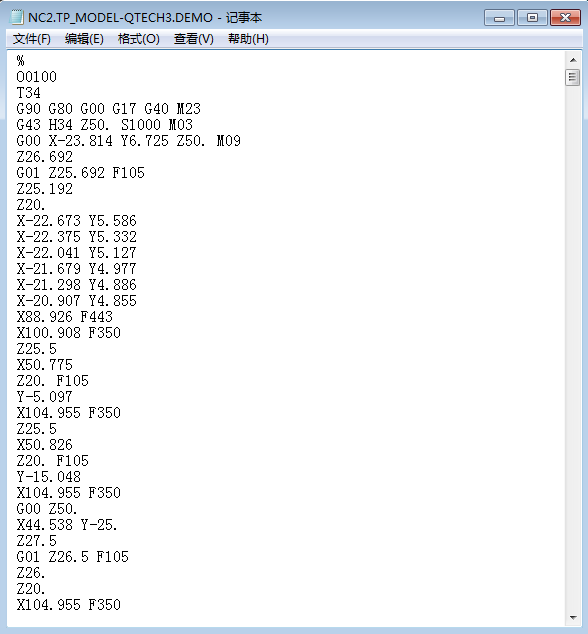 NC2.TP_MODEL-QTECH3.DEMO - 记事本
文件(F) 编辑(E) 格式(O) 查看(V) 帮助(H)
%
O0100
T34
G90 G80 G00 G17 G40 M23
G43 H34 Z50. S1000 M03
G00 X-23.814 Y6.725 Z50. M09
Z26.692
G01 Z25.692 F105
Z25.192
Z20.
X-22.673 Y5.586
X-22.375 Y5.332
X-22.041 Y5.127
X-21.679 Y4.977
X-21.298 Y4.886
X-20.907 Y4.855
X88.926 F443
X100.908 F350
Z25.5
X50.775
Z20. F105
Y-5.097
X104.955 F350
Z25.5
X50.826
Z20. F105
Y-15.048
X104.955 F350
G00 Z50.
X44.538 Y-25.
Z27.5
G01 Z26.5 F105
Z26.
Z20.
X104.955 F350